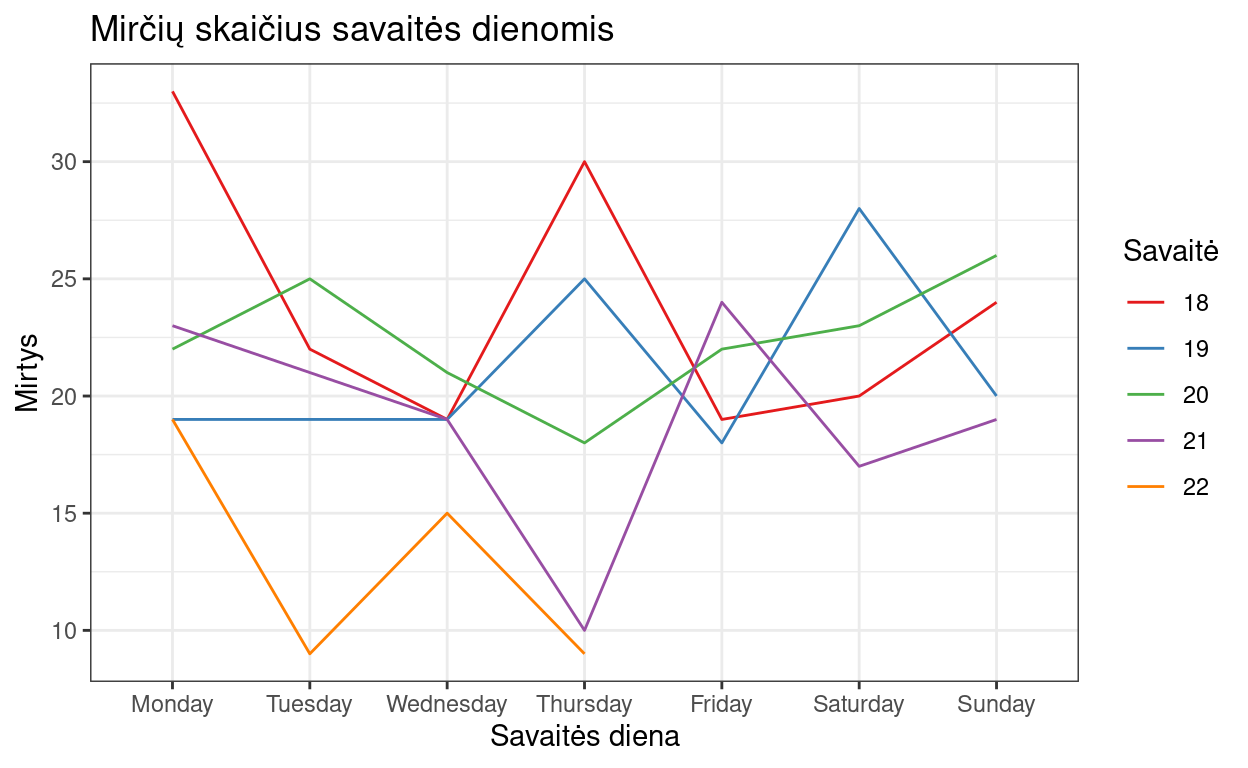 Mirčių skaičius savaitės dienomis
Mirtys
30
25
20
15
10
Monday Tuesday Wednesday Thursday Friday Saturday Sunday
Savaitės diena
Savaitė
18
19
20
21
22